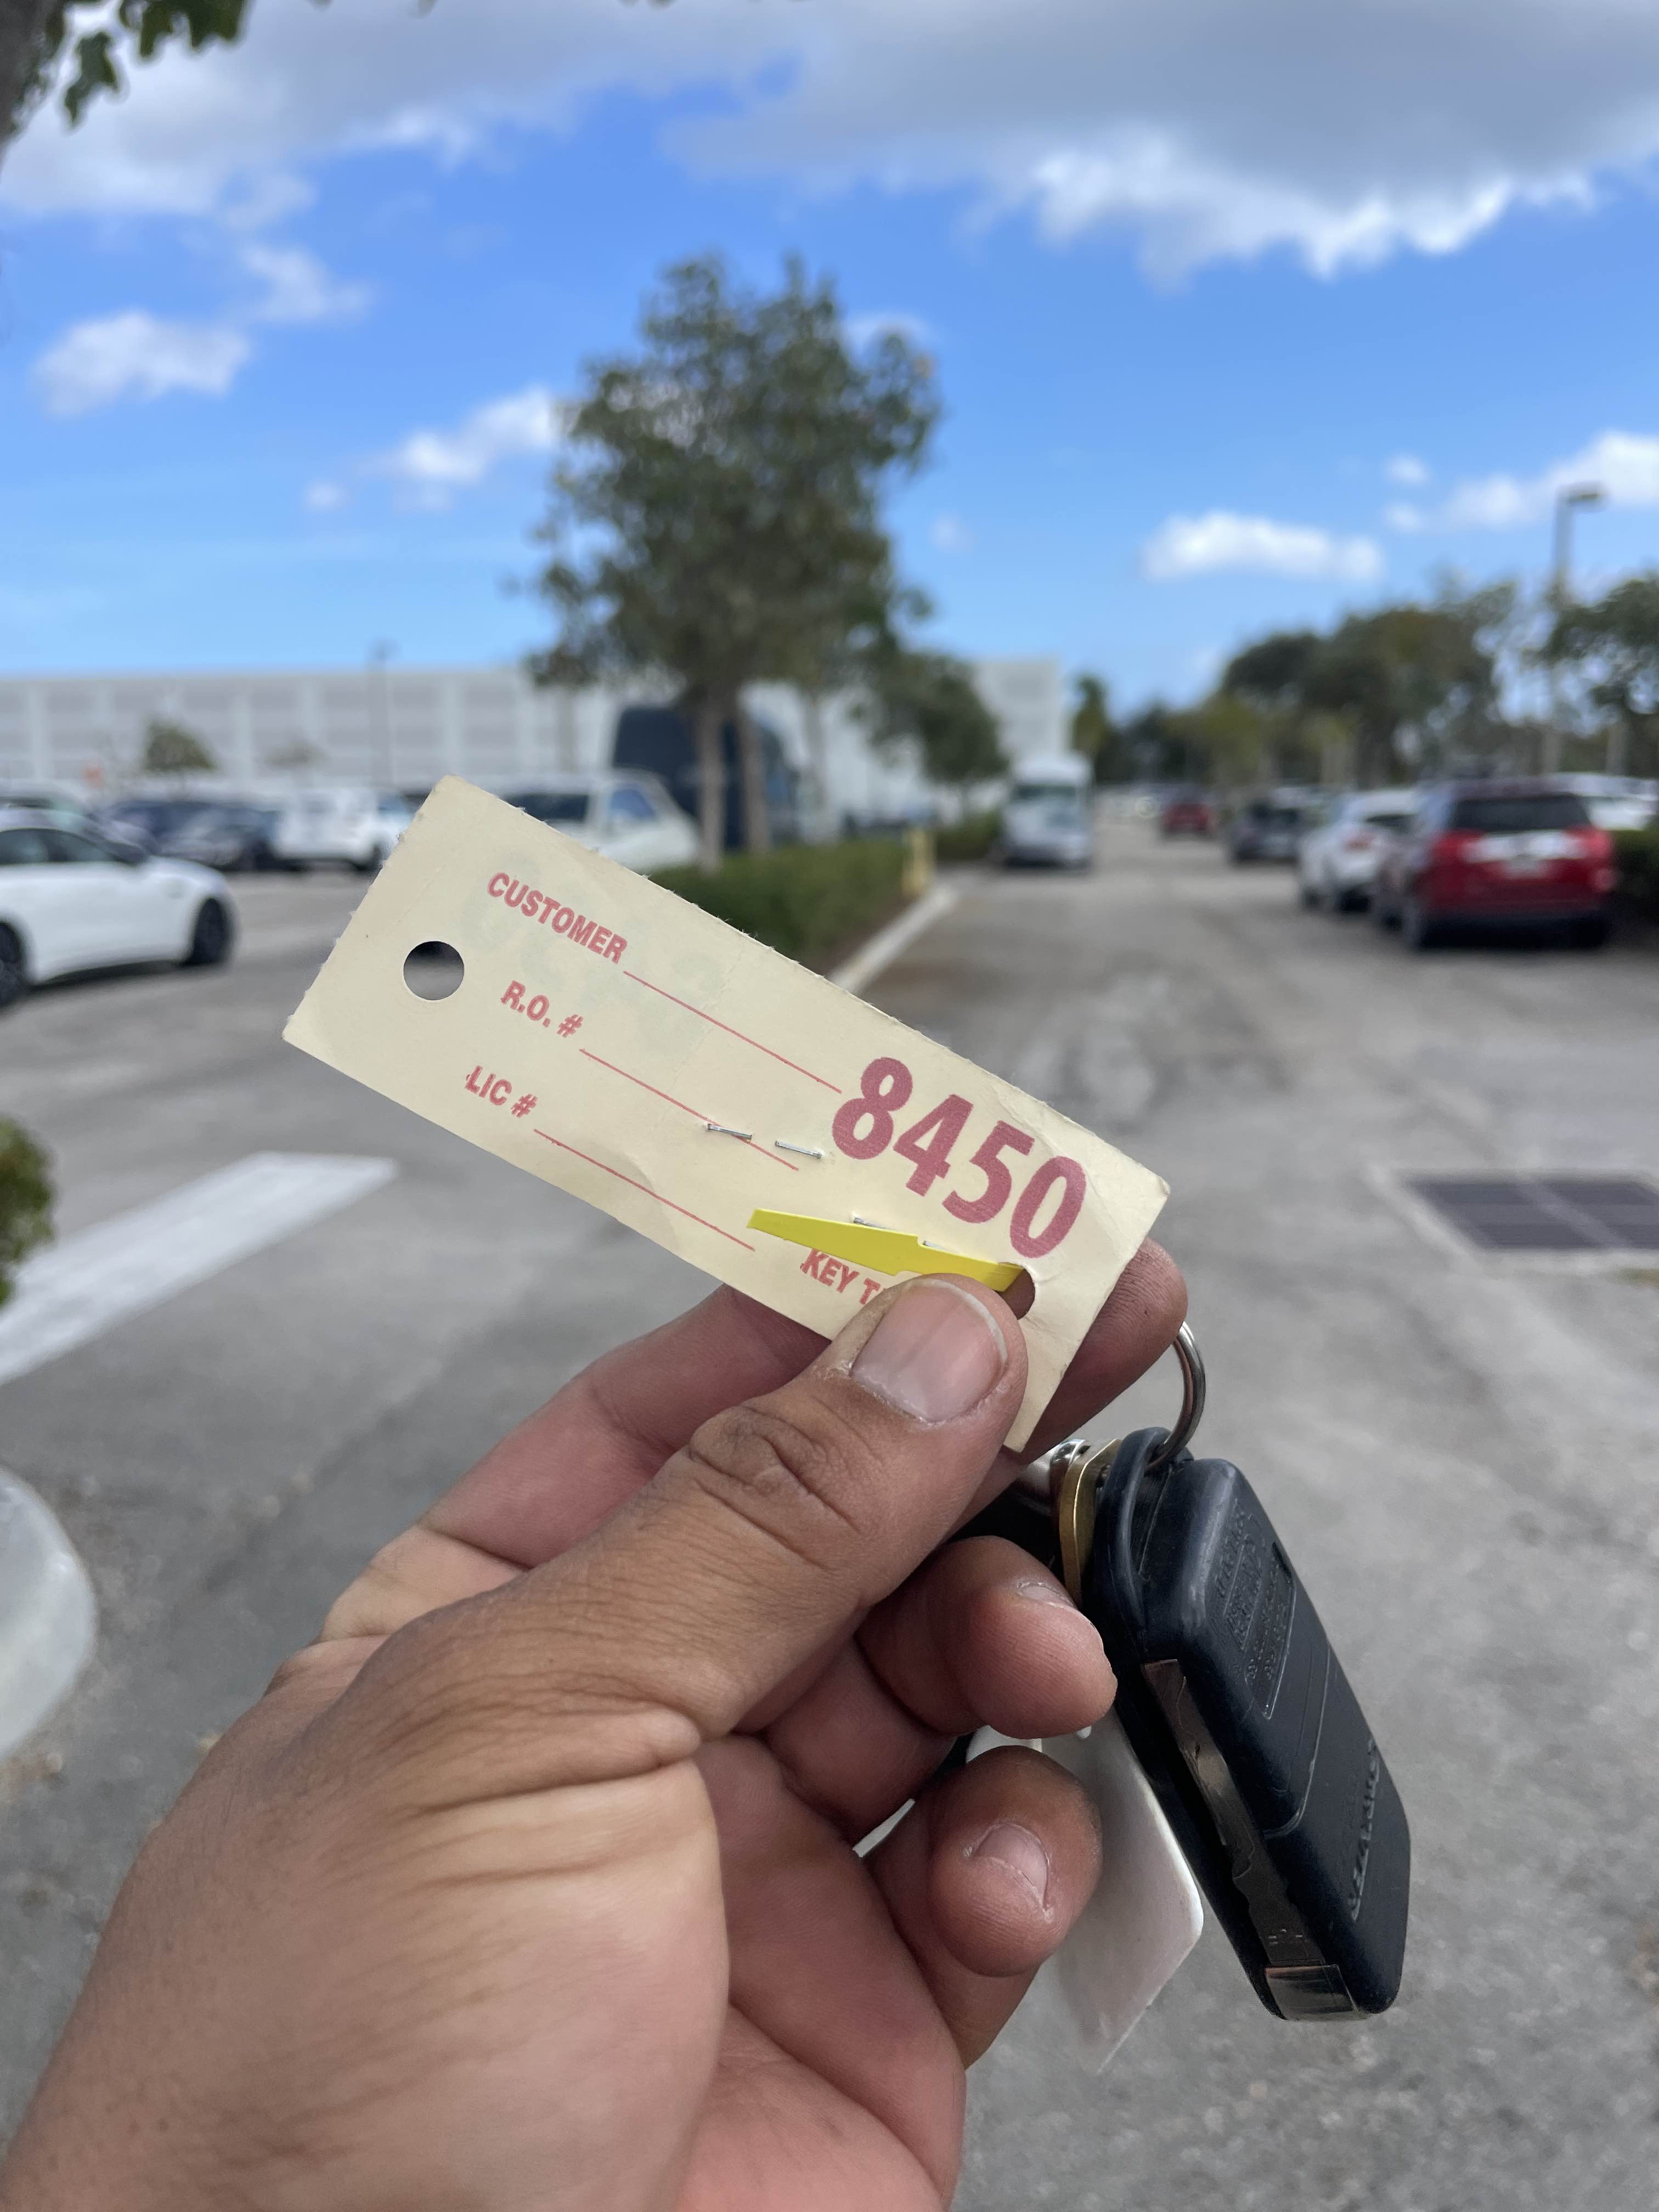 CUSTOMER
R.O. #
LIC #
8450
KEY T